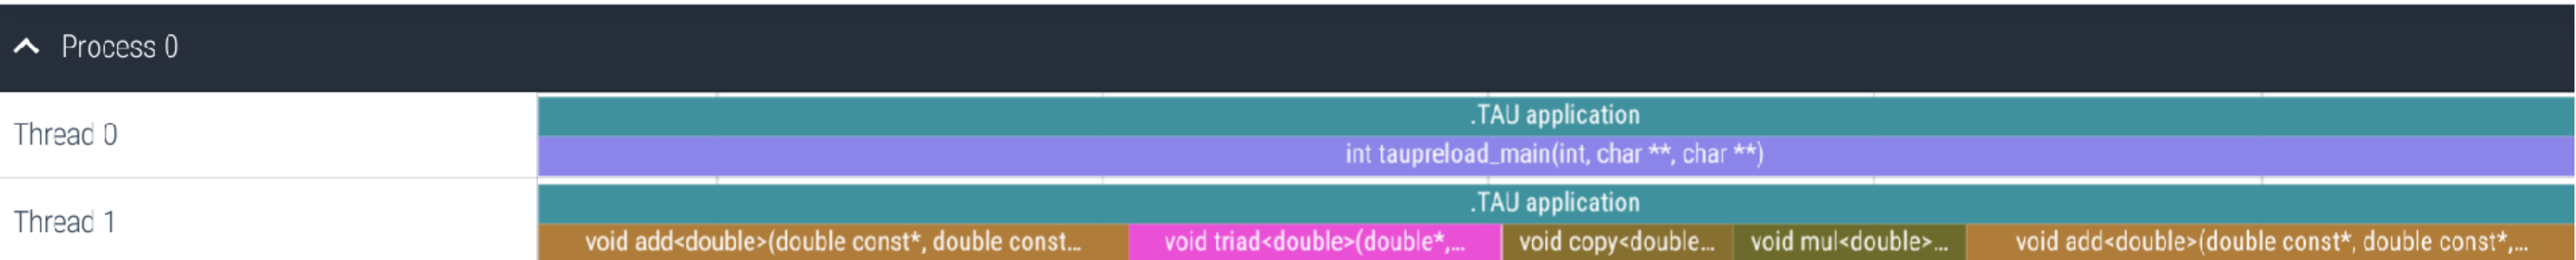 Process 0
Thread 0
.TAU application
int taupreload_main(int, char **, char **)
Thread 1
.TAU application
void add<double>(double const*, double const... void triad<double>(double*,... void copy<double... void mul<double>... void add<double>(double const*, double const*,...